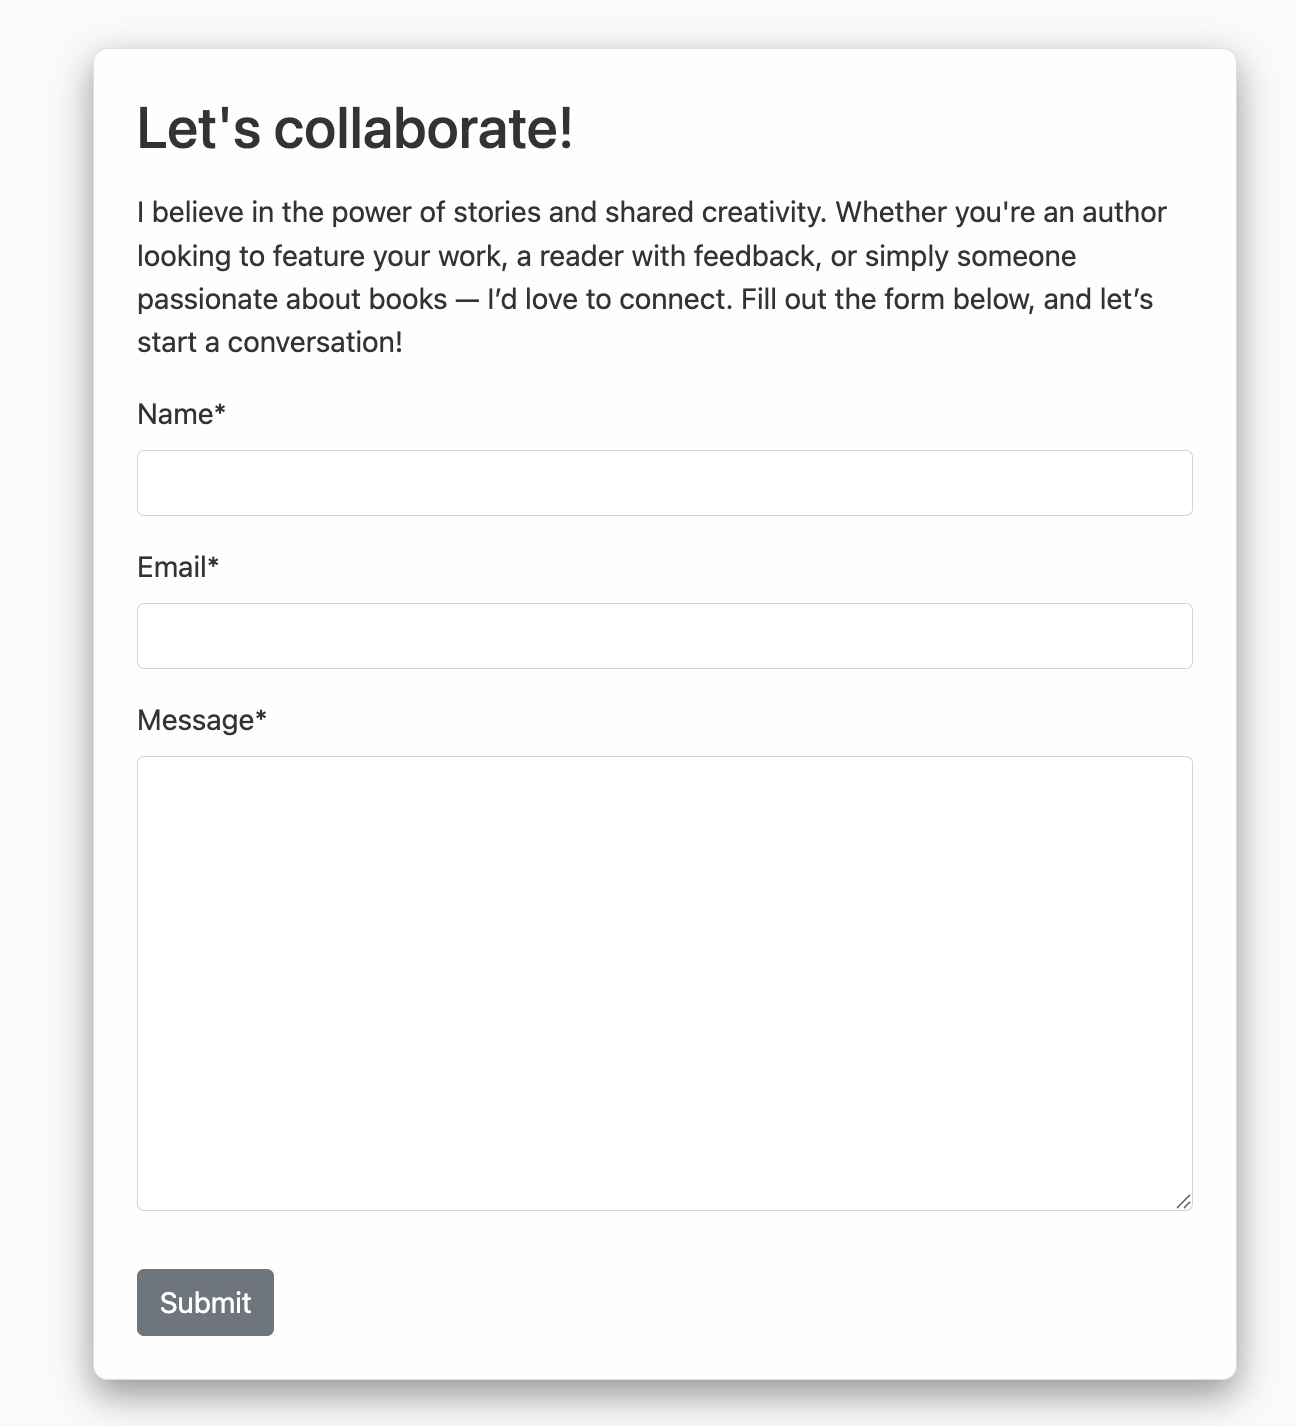 Let's collaborate!
I believe in the power of stories and shared creativity. Whether you're an author
looking to feature your work, a reader with feedback, or simply someone
passionate about books — I’d love to connect. Fill out the form below, and let’s
start a conversation!
Name*
Email*
Message*
Submit